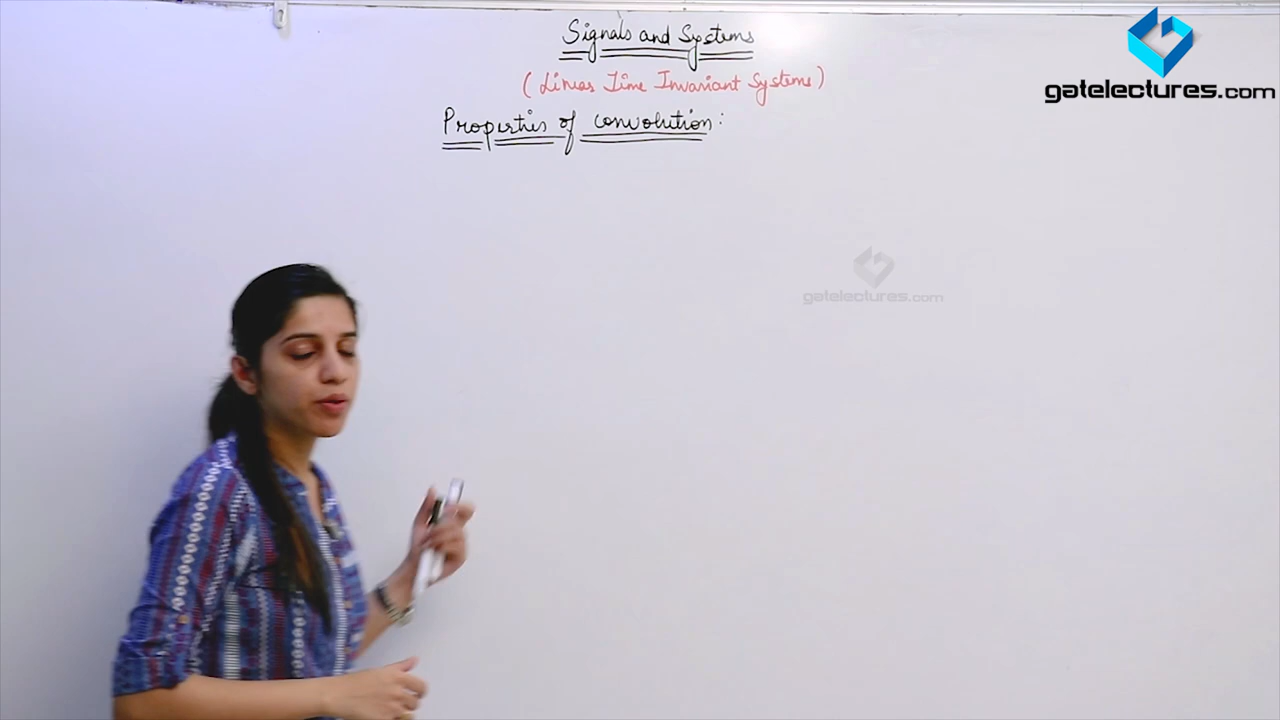 Signals and Systems
(Linear Time Invariant Systems)
Properties of convolution:
gatelectures.com
gatelectures.com